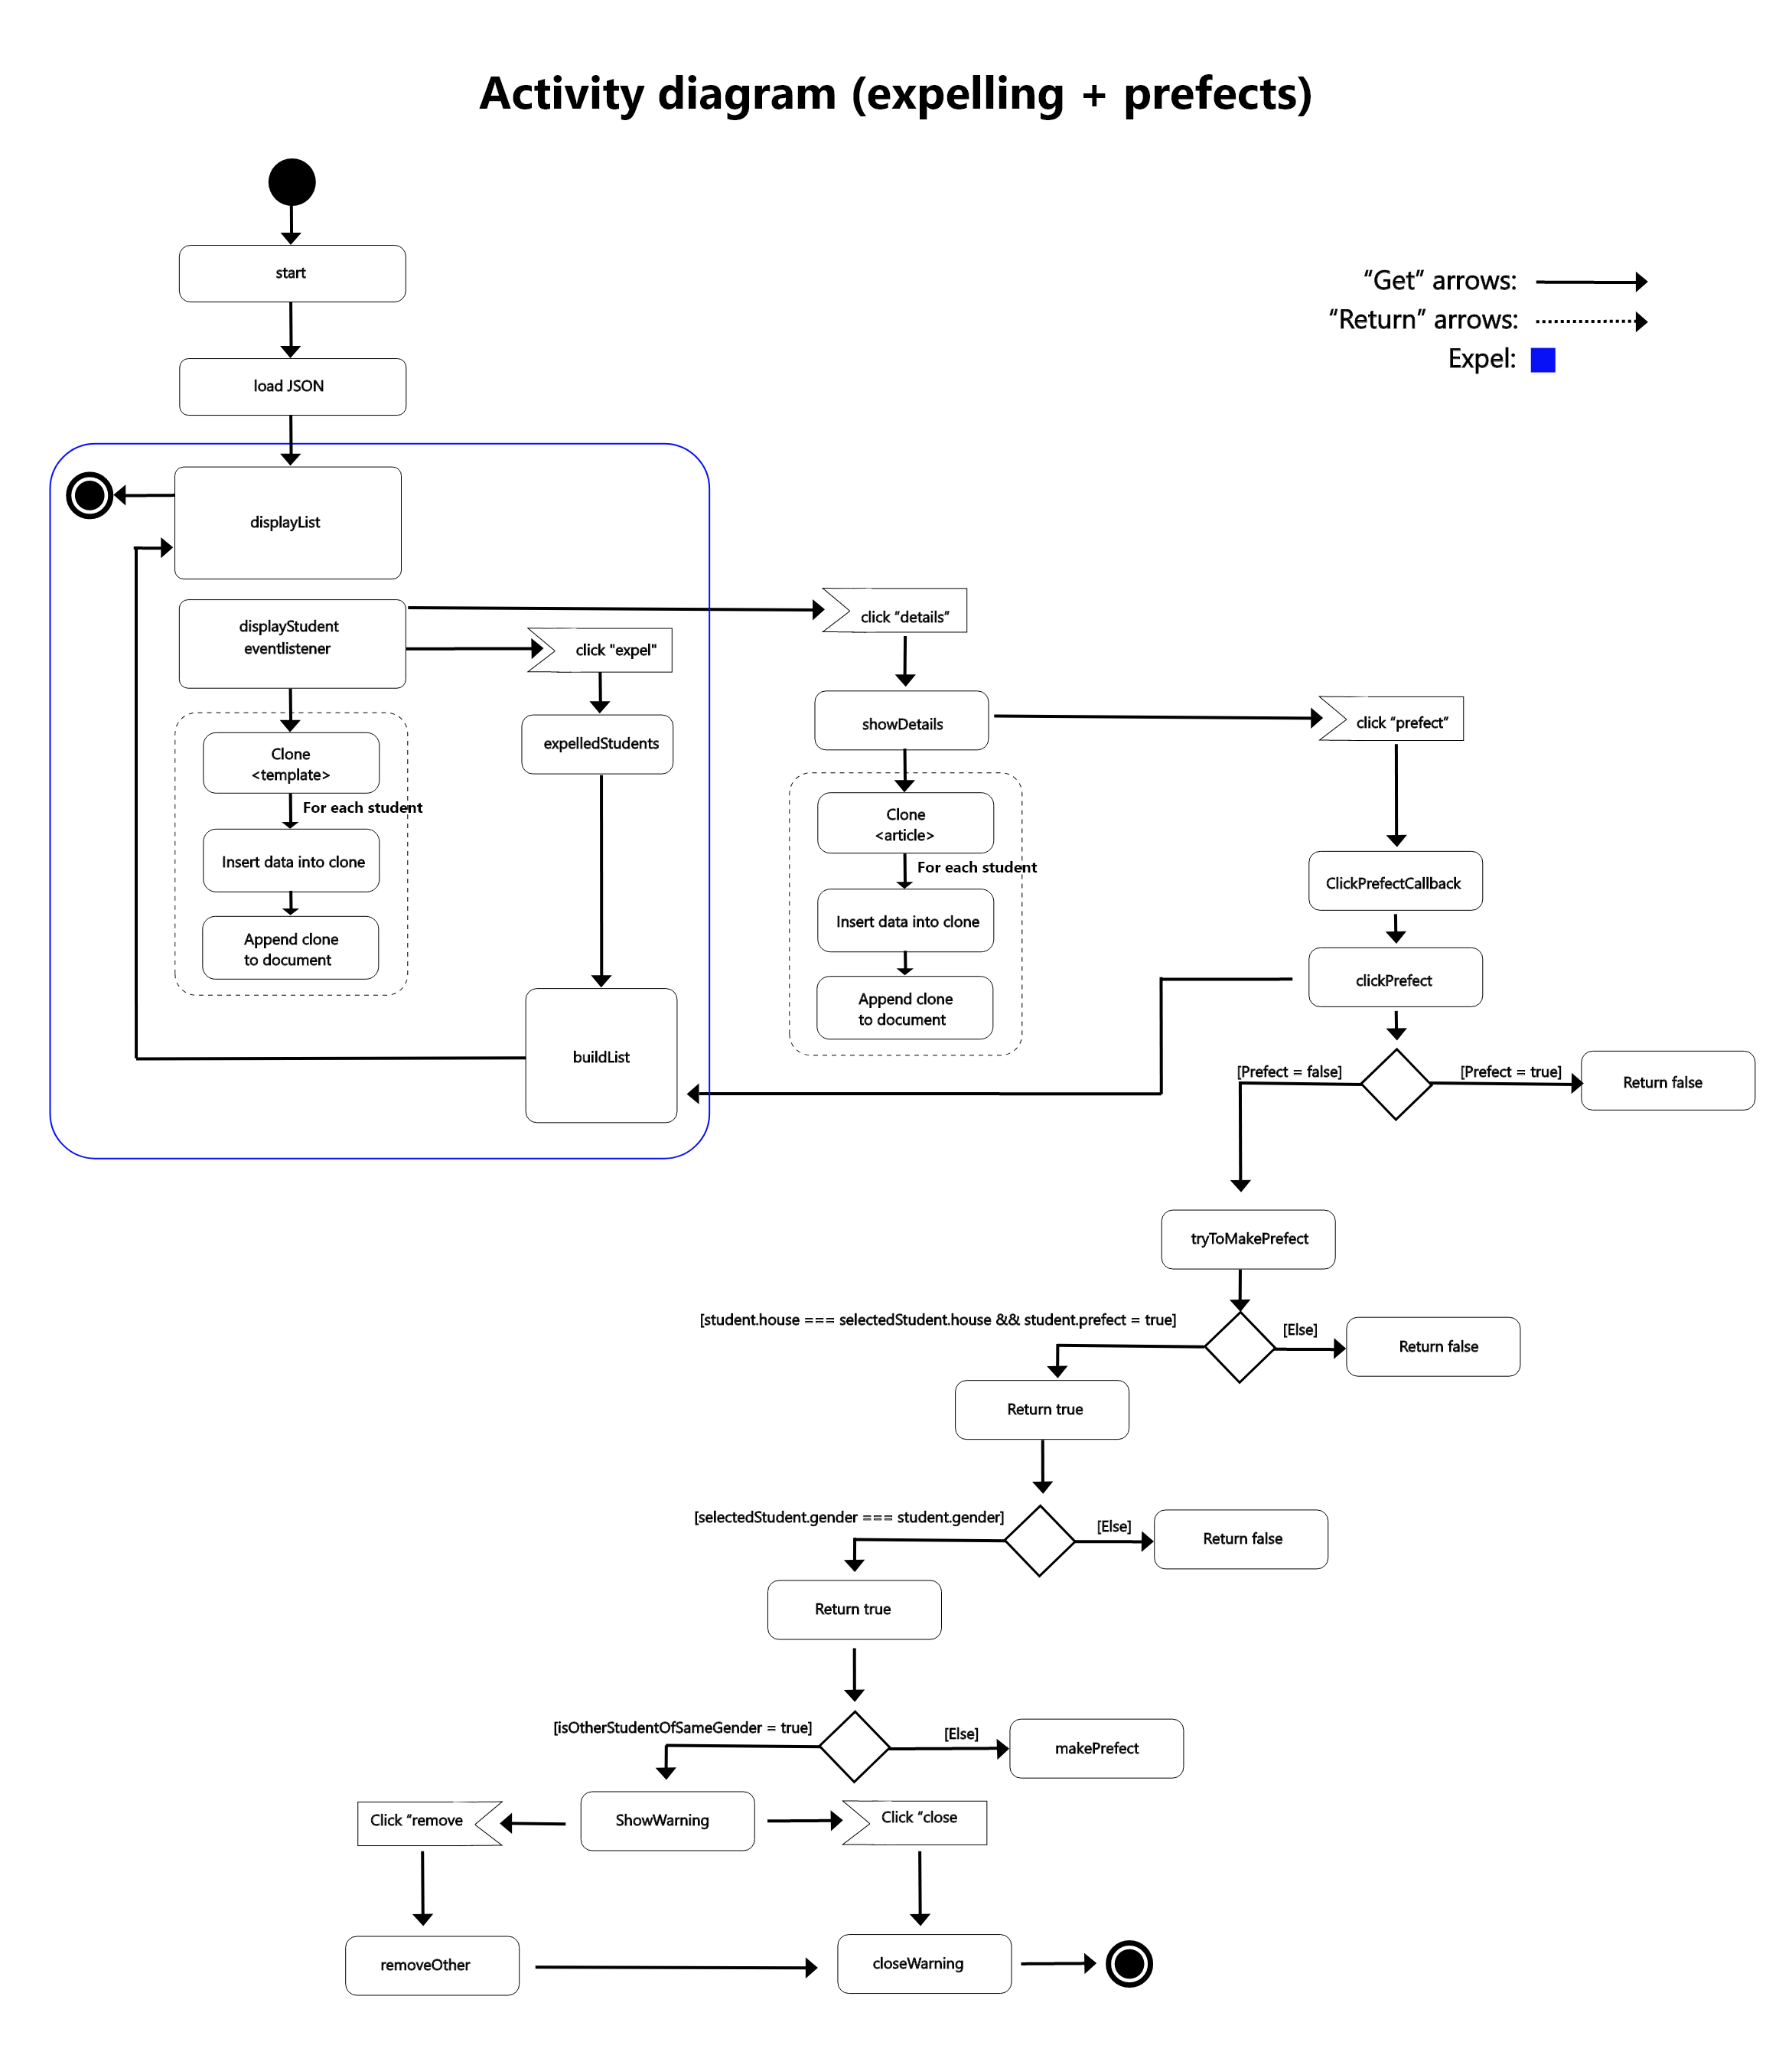 Activity diagram (expelling + prefects)
start
“Get” arrows:
“Return” arrows:
Expel:
load JSON
displayList
displayStudent
eventlistener
click "expel"
click “details”
expelledStudents
showDetails
click “prefect”
Clone
<template>
For each student
Insert data into clone
Append clone
to document
buildList
Clone
<article>
For each student
Insert data into clone
Append clone
to document
ClickPrefectCallback
clickPrefect
[Prefect = false]
[Prefect = true]
Return false
tryToMakePrefect
[student.house === selectedStudent.house && student.prefect = true]
[Else]
Return false
Return true
[selectedStudent.gender === student.gender]
[Else]
Return false
Return true
[isOtherStudentOfSameGender = true]
[Else]
makePrefect
Click “remove
ShowWarning
Click “close
removeOther
closeWarning